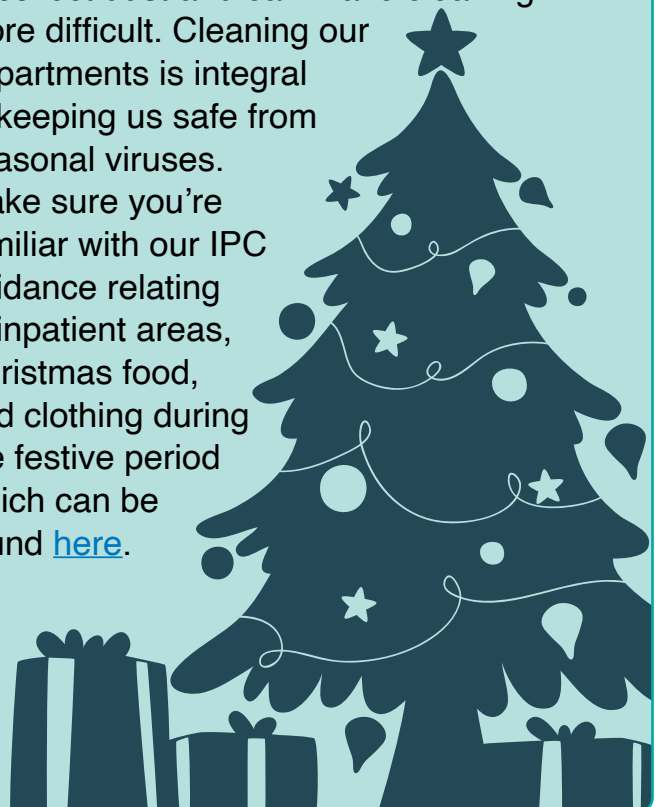 ore difficult. Cleaning our
partments is integral
keeping us safe from
asonal viruses.
ake sure you’re
miliar with our IPC
idance relating
inpatient areas,
ristmas food,
d clothing during
e festive period
ich can be
und here.